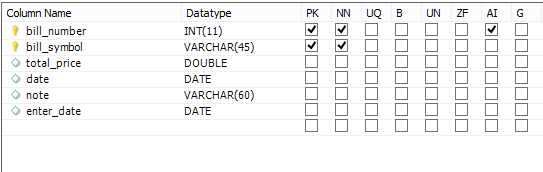 Column Name Datatype PK NN UQ B UN ZF AI G
bill_number INT(11)
bill_symbol VARCHAR(45)
total_price DOUBLE
date DATE
note VARCHAR(60)
enter_date DATE